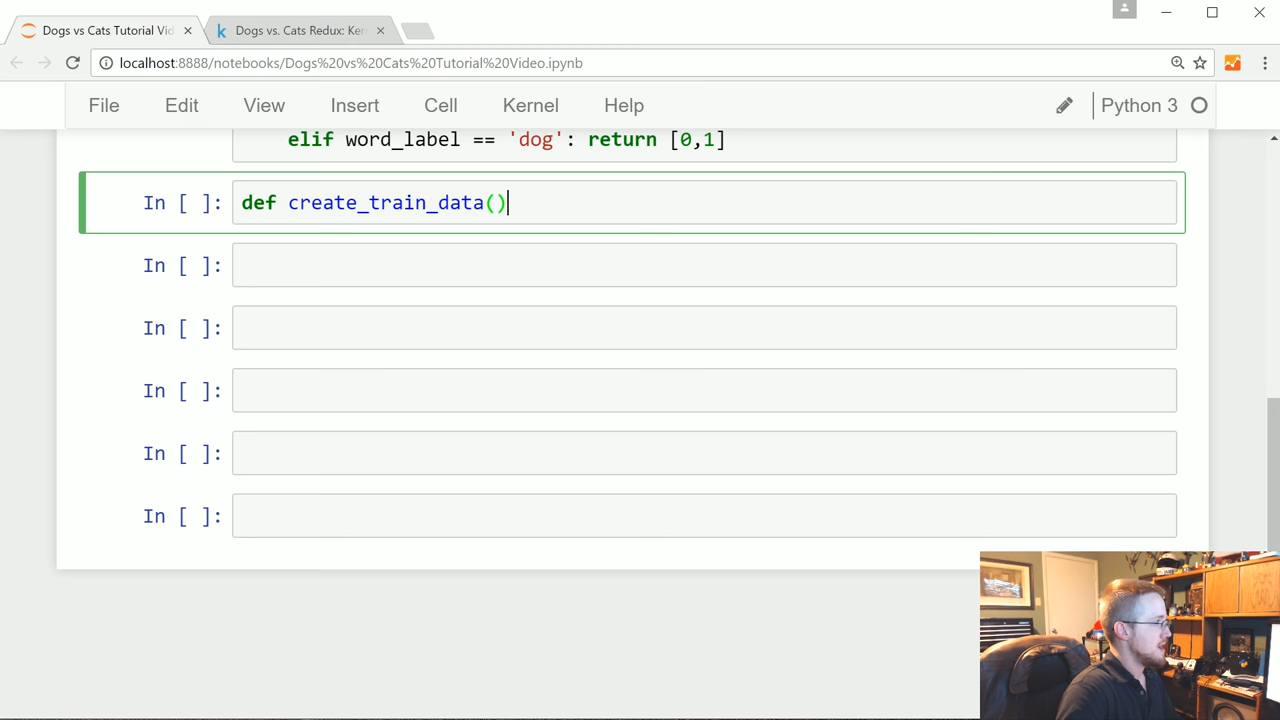 Dogs vs Cats Tutorial Vid
k Dogs vs. Cats Redux: Ker
localhost:8888/notebooks/Dogs%20vs%20Cats%20Tutorial%20Video.ipynb
File Edit View Insert Cell Kernel Help Python 3
elif word_label == 'dog': return [0,1]
In [ ]: def create_train_data()
In [ ]:
In [ ]:
In [ ]:
In [ ]:
In [ ]: